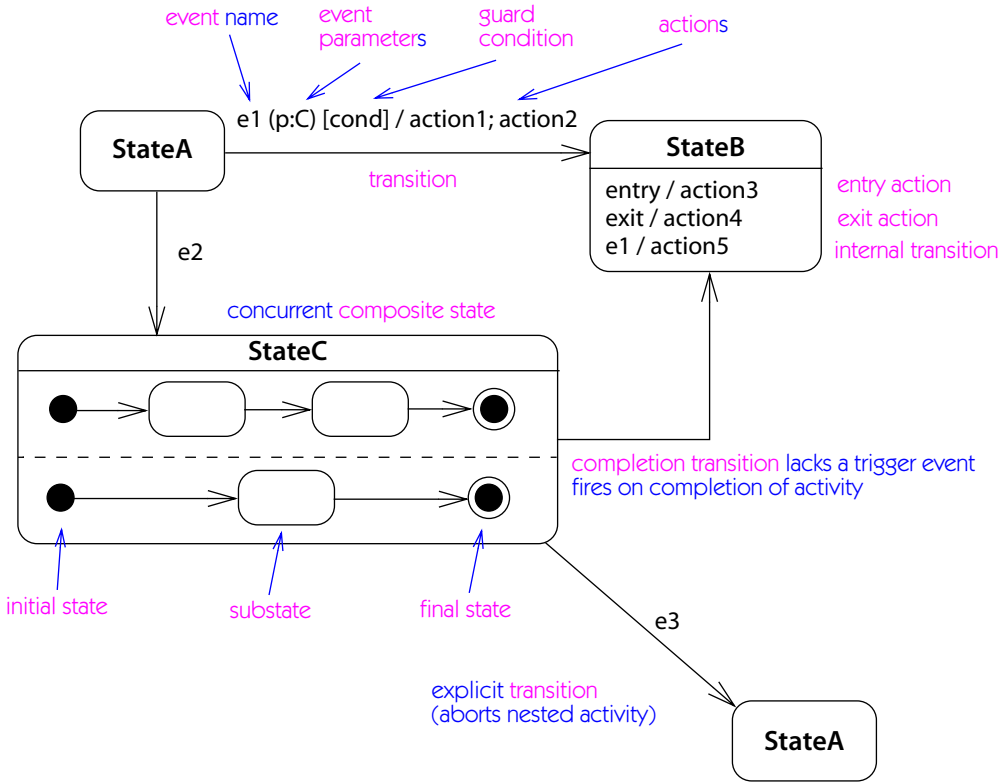 event name
event
parameters
guard
condition
actions
e1 (p:C) [cond] / action1; action2
StateA
transition
StateB
entry / action3
exit / action4
e1 / action5
entry action
exit action
internal transition
e2
concurrent composite state
StateC
completion transition lacks a trigger event
fires on completion of activity
initial state
substate
final state
e3
explicit transition
(aborts nested activity)
StateA